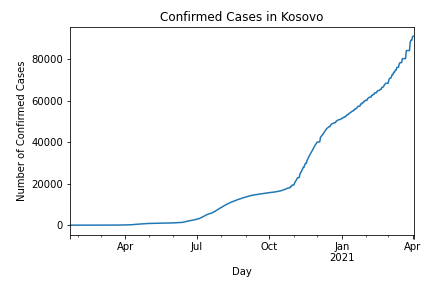 Confirmed Cases in Kosovo
Number of Confirmed Cases
80000
60000
40000
20000
0
Apr Jul Oct Jan Apr
2021
Day